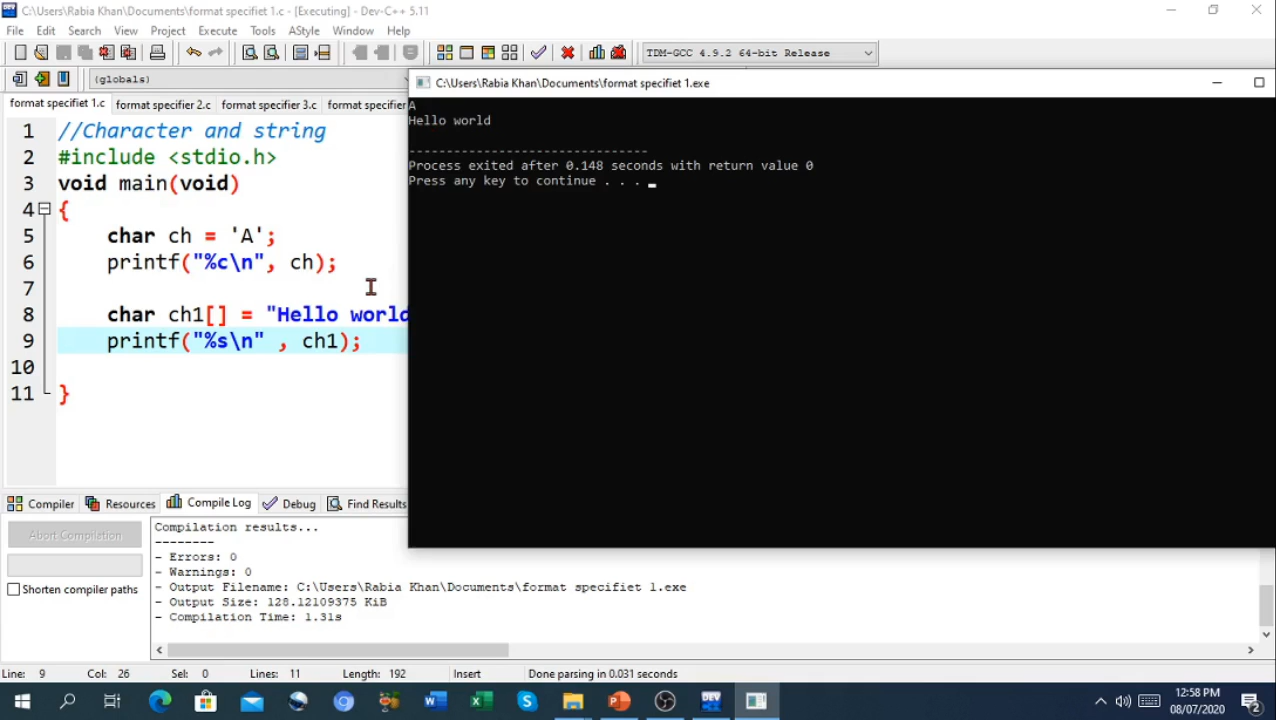 C:\Users\Rabia Khan\Documents\format specifiet 1.c - [Executing] - Dev-C++ 5.11
File Edit Search View Project Execute Tools AStyle Window Help
TDM-GCC 4.9.2 64-bit Release
(globals)
format specifiet 1.c format specifier 2.c format specifier 3.c format specifier
C:\Users\Rabia Khan\Documents\format specifiet 1.exe
A
Hello world
--------------------------------
Process exited after 0.148 seconds with return value 0
Press any key to continue . . .
1 //Character and string
2 #include <stdio.h>
3 void main(void)
4 {
5 char ch = 'A';
6 printf("%c\n", ch);
7
8 char ch1[] = "Hello world
9 printf("%s\n" , ch1);
10
11 }
Compiler Resources Compile Log Debug Find Results
Abort Compilation
Shorten compiler paths
Compilation results...
--------
- Errors: 0
- Warnings: 0
- Output Filename: C:\Users\Rabia Khan\Documents\format specifiet 1.exe
- Output Size: 128.12109375 KiB
- Compilation Time: 1.31s
Line: 9 Col: 26 Sel: 0 Lines: 11 Length: 192 Insert Done parsing in 0.031 seconds
12:58 PM
08/07/2020
2